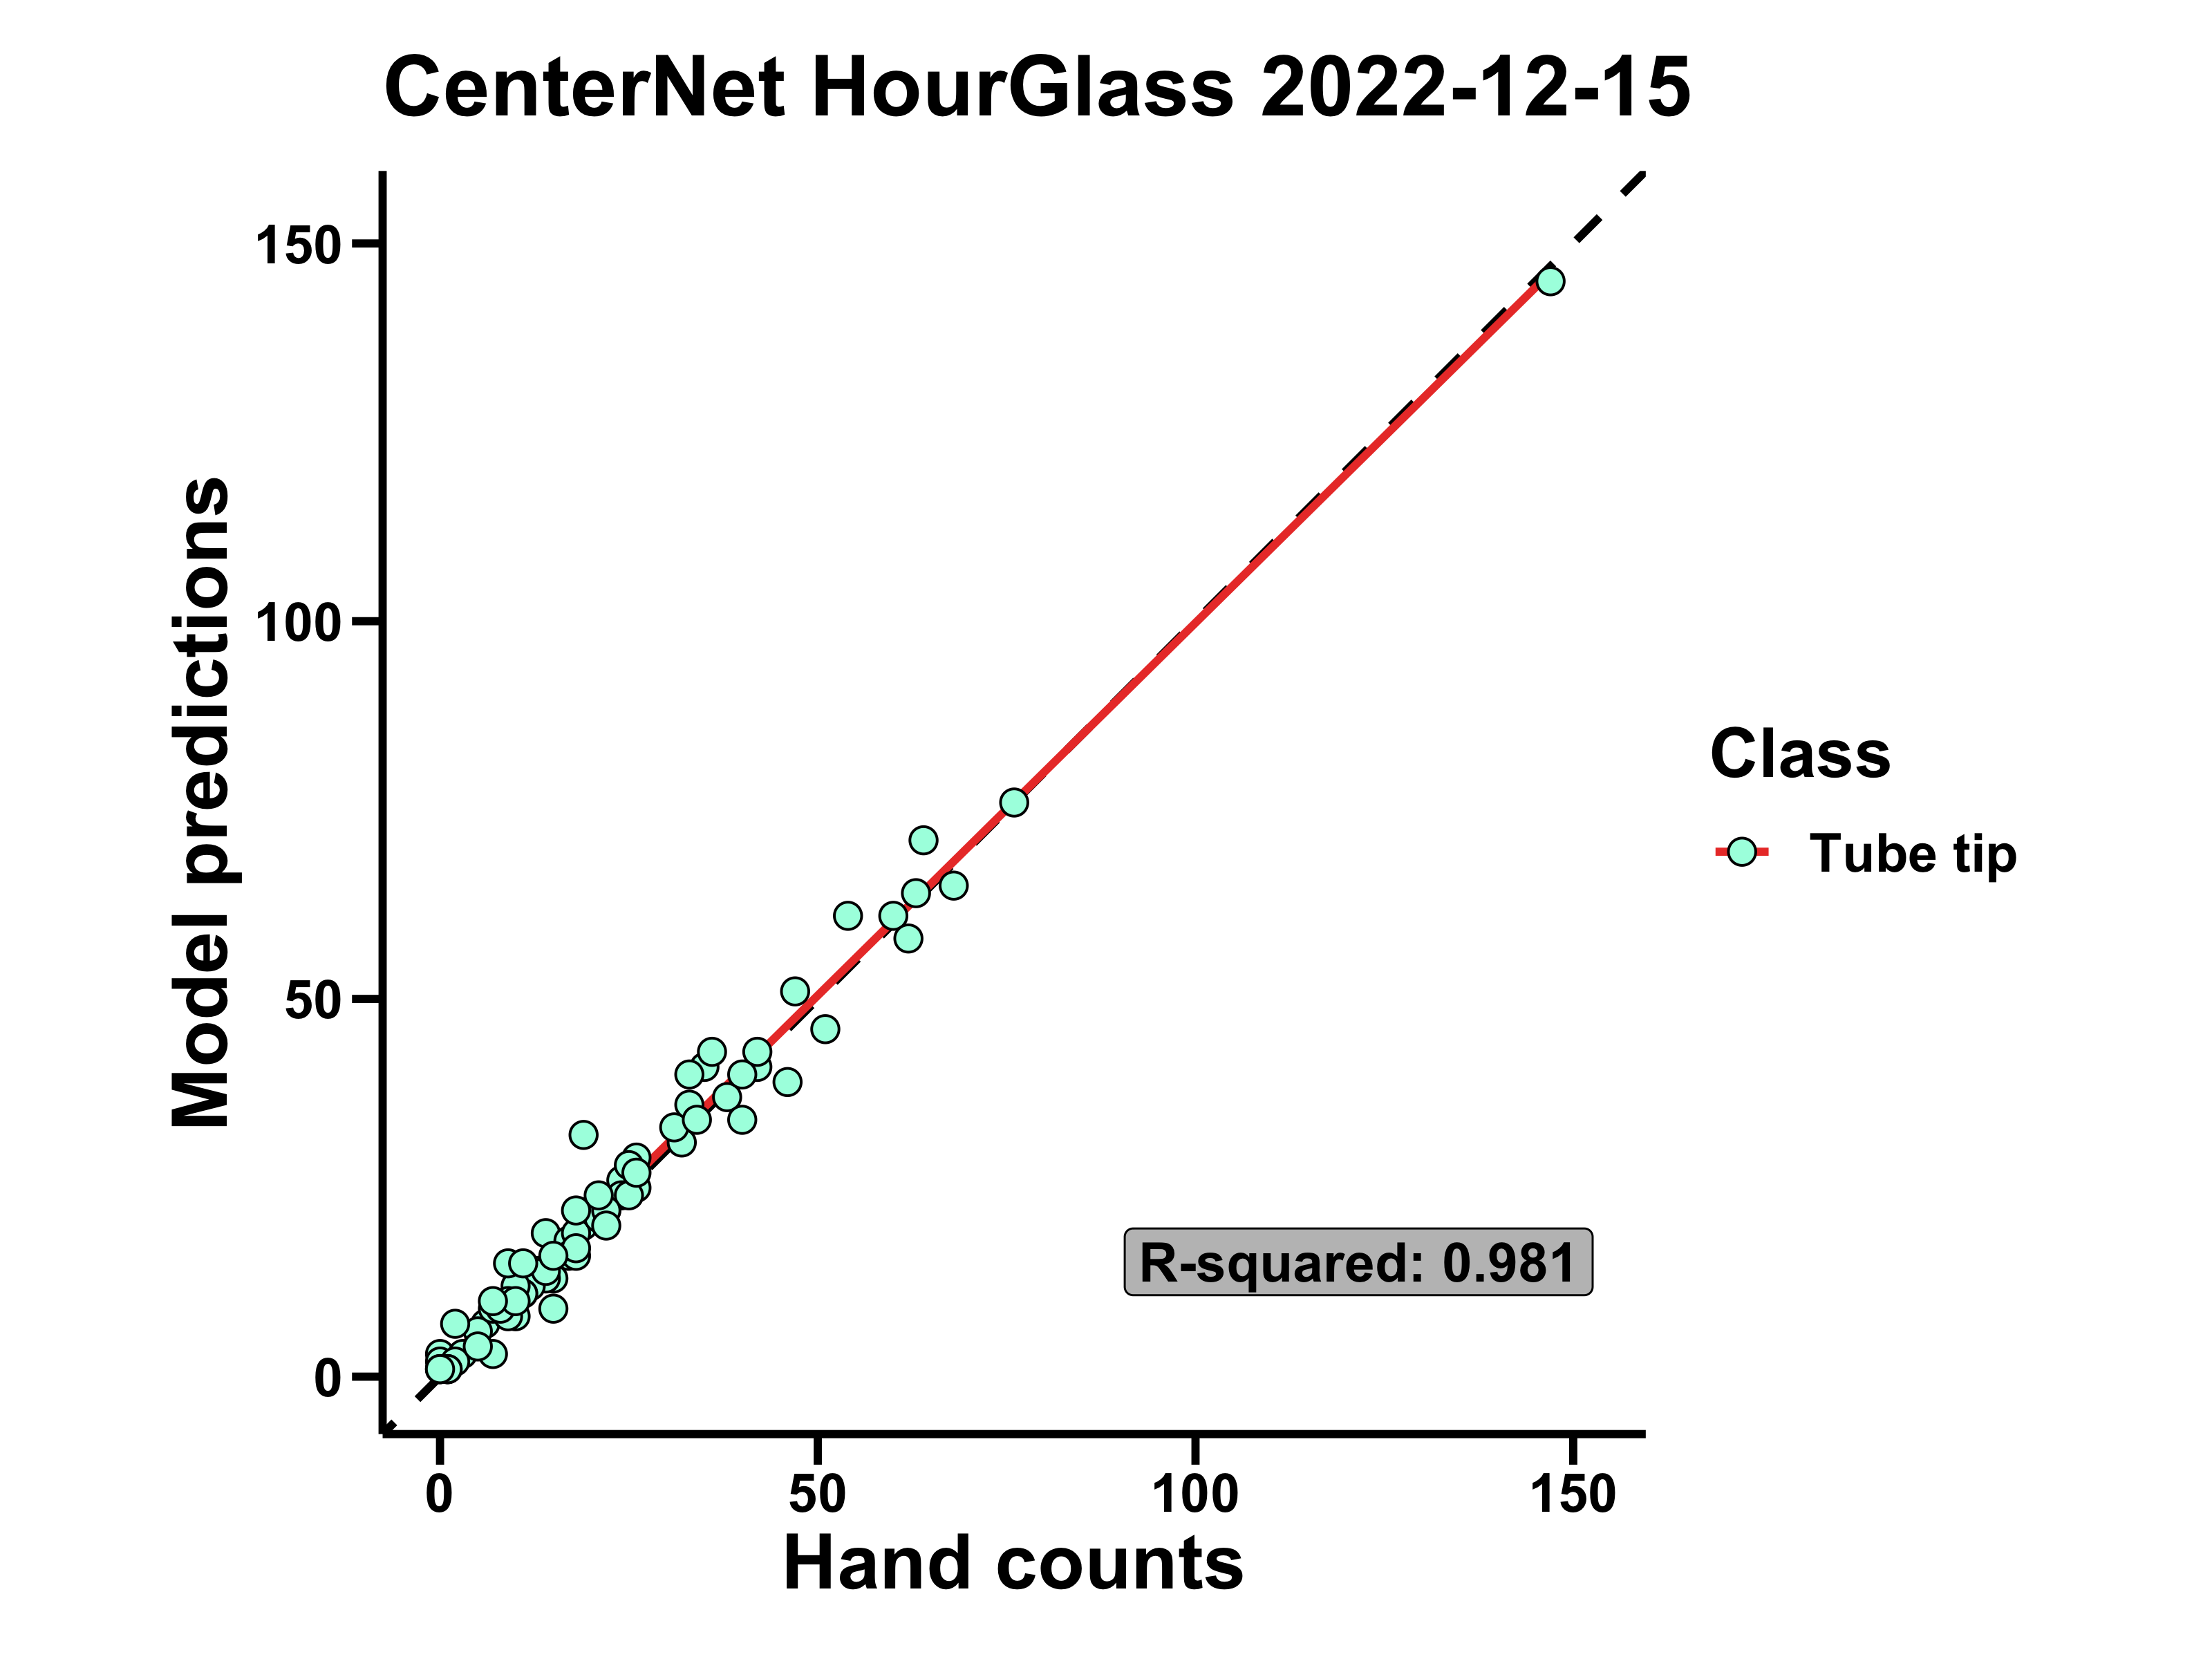 CenterNet HourGlass 2022-12-15
150
100
50
0
Model predictions
0 50 100 150
Hand counts
R-squared: 0.981
Class
Tube tip